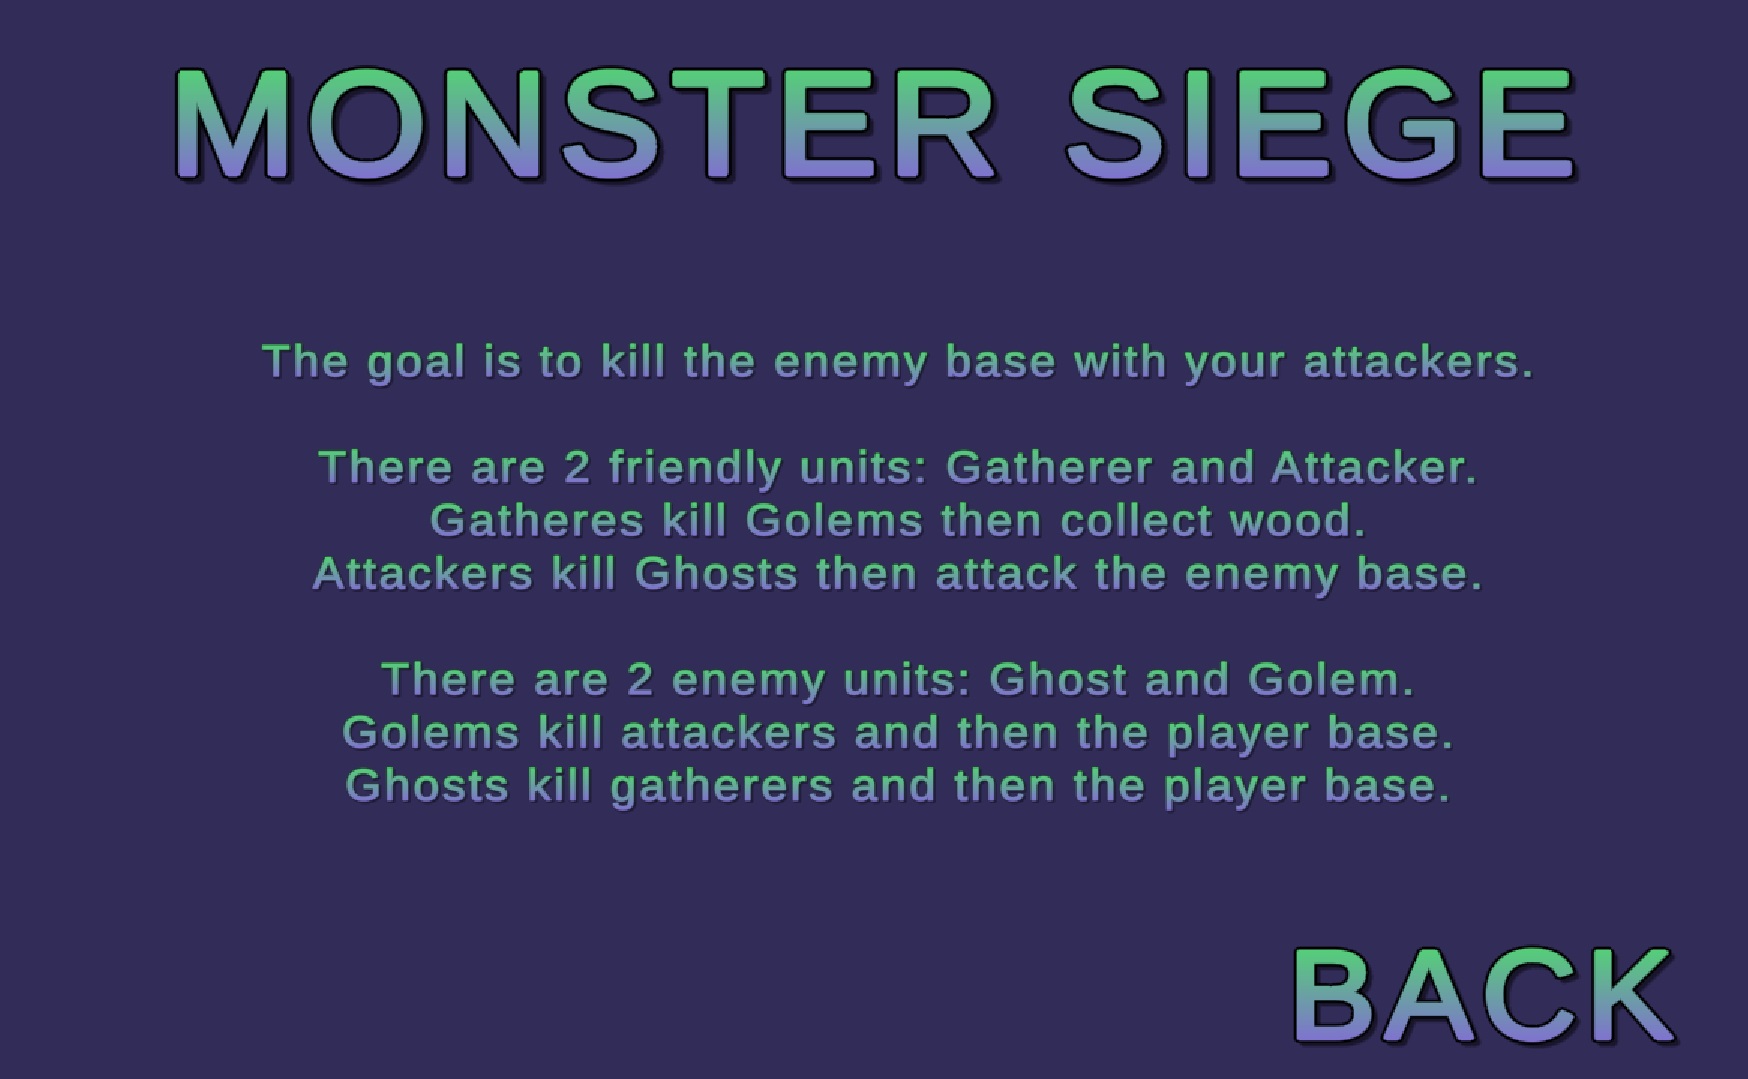 MONSTER SIEGE
The goal is to kill the enemy base with your attackers.
There are 2 friendly units: Gatherer and Attacker.
Gatheres kill Golems then collect wood.
Attackers kill Ghosts then attack the enemy base.
There are 2 enemy units: Ghost and Golem.
Golems kill attackers and then the player base.
Ghosts kill gatherers and then the player base.
BACK